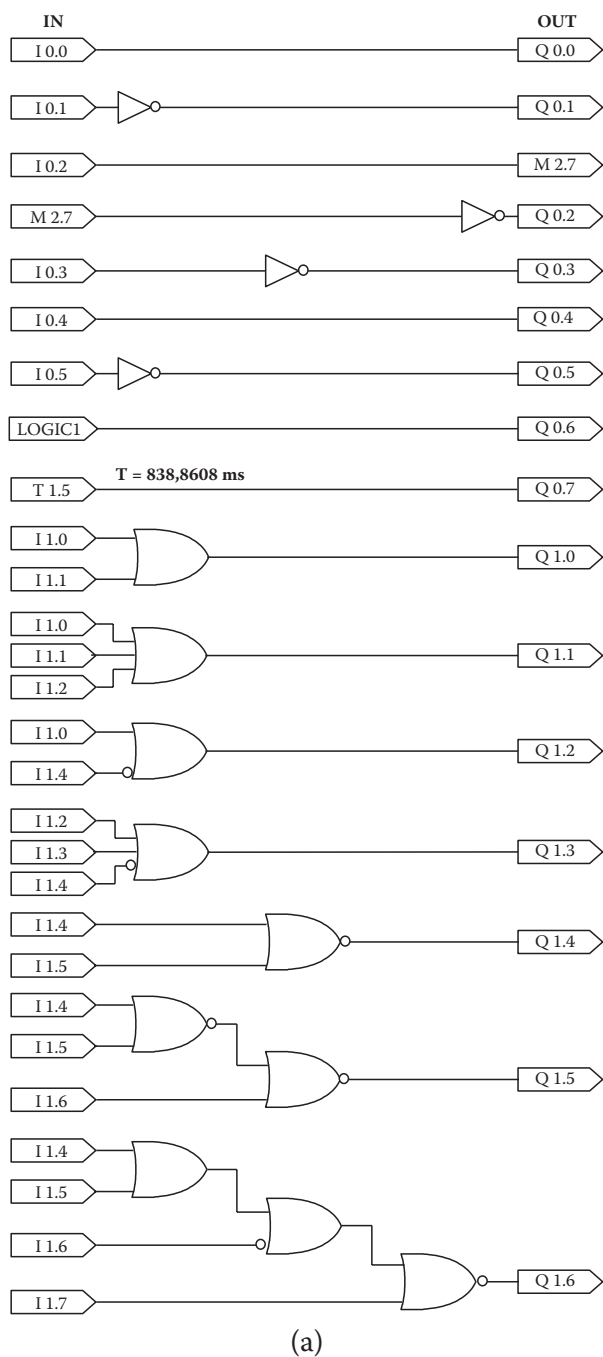 IN OUT
I 0.0 Q 0.0
I 0.1 Q 0.1
I 0.2 M 2.7
M 2.7 Q 0.2
I 0.3 Q 0.3
I 0.4 Q 0.4
I 0.5 Q 0.5
LOGIC1 Q 0.6
T = 838,8608 ms
T 1.5 Q 0.7
I 1.0
Q 1.0
I 1.1
I 1.0
I 1.1 Q 1.1
I 1.2
I 1.0
Q 1.2
I 1.4
I 1.2
I 1.3 Q 1.3
I 1.4
I 1.4
Q 1.4
I 1.5
I 1.4
I 1.5
Q 1.5
I 1.6
I 1.4
I 1.5
I 1.6
Q 1.6
I 1.7
(a)